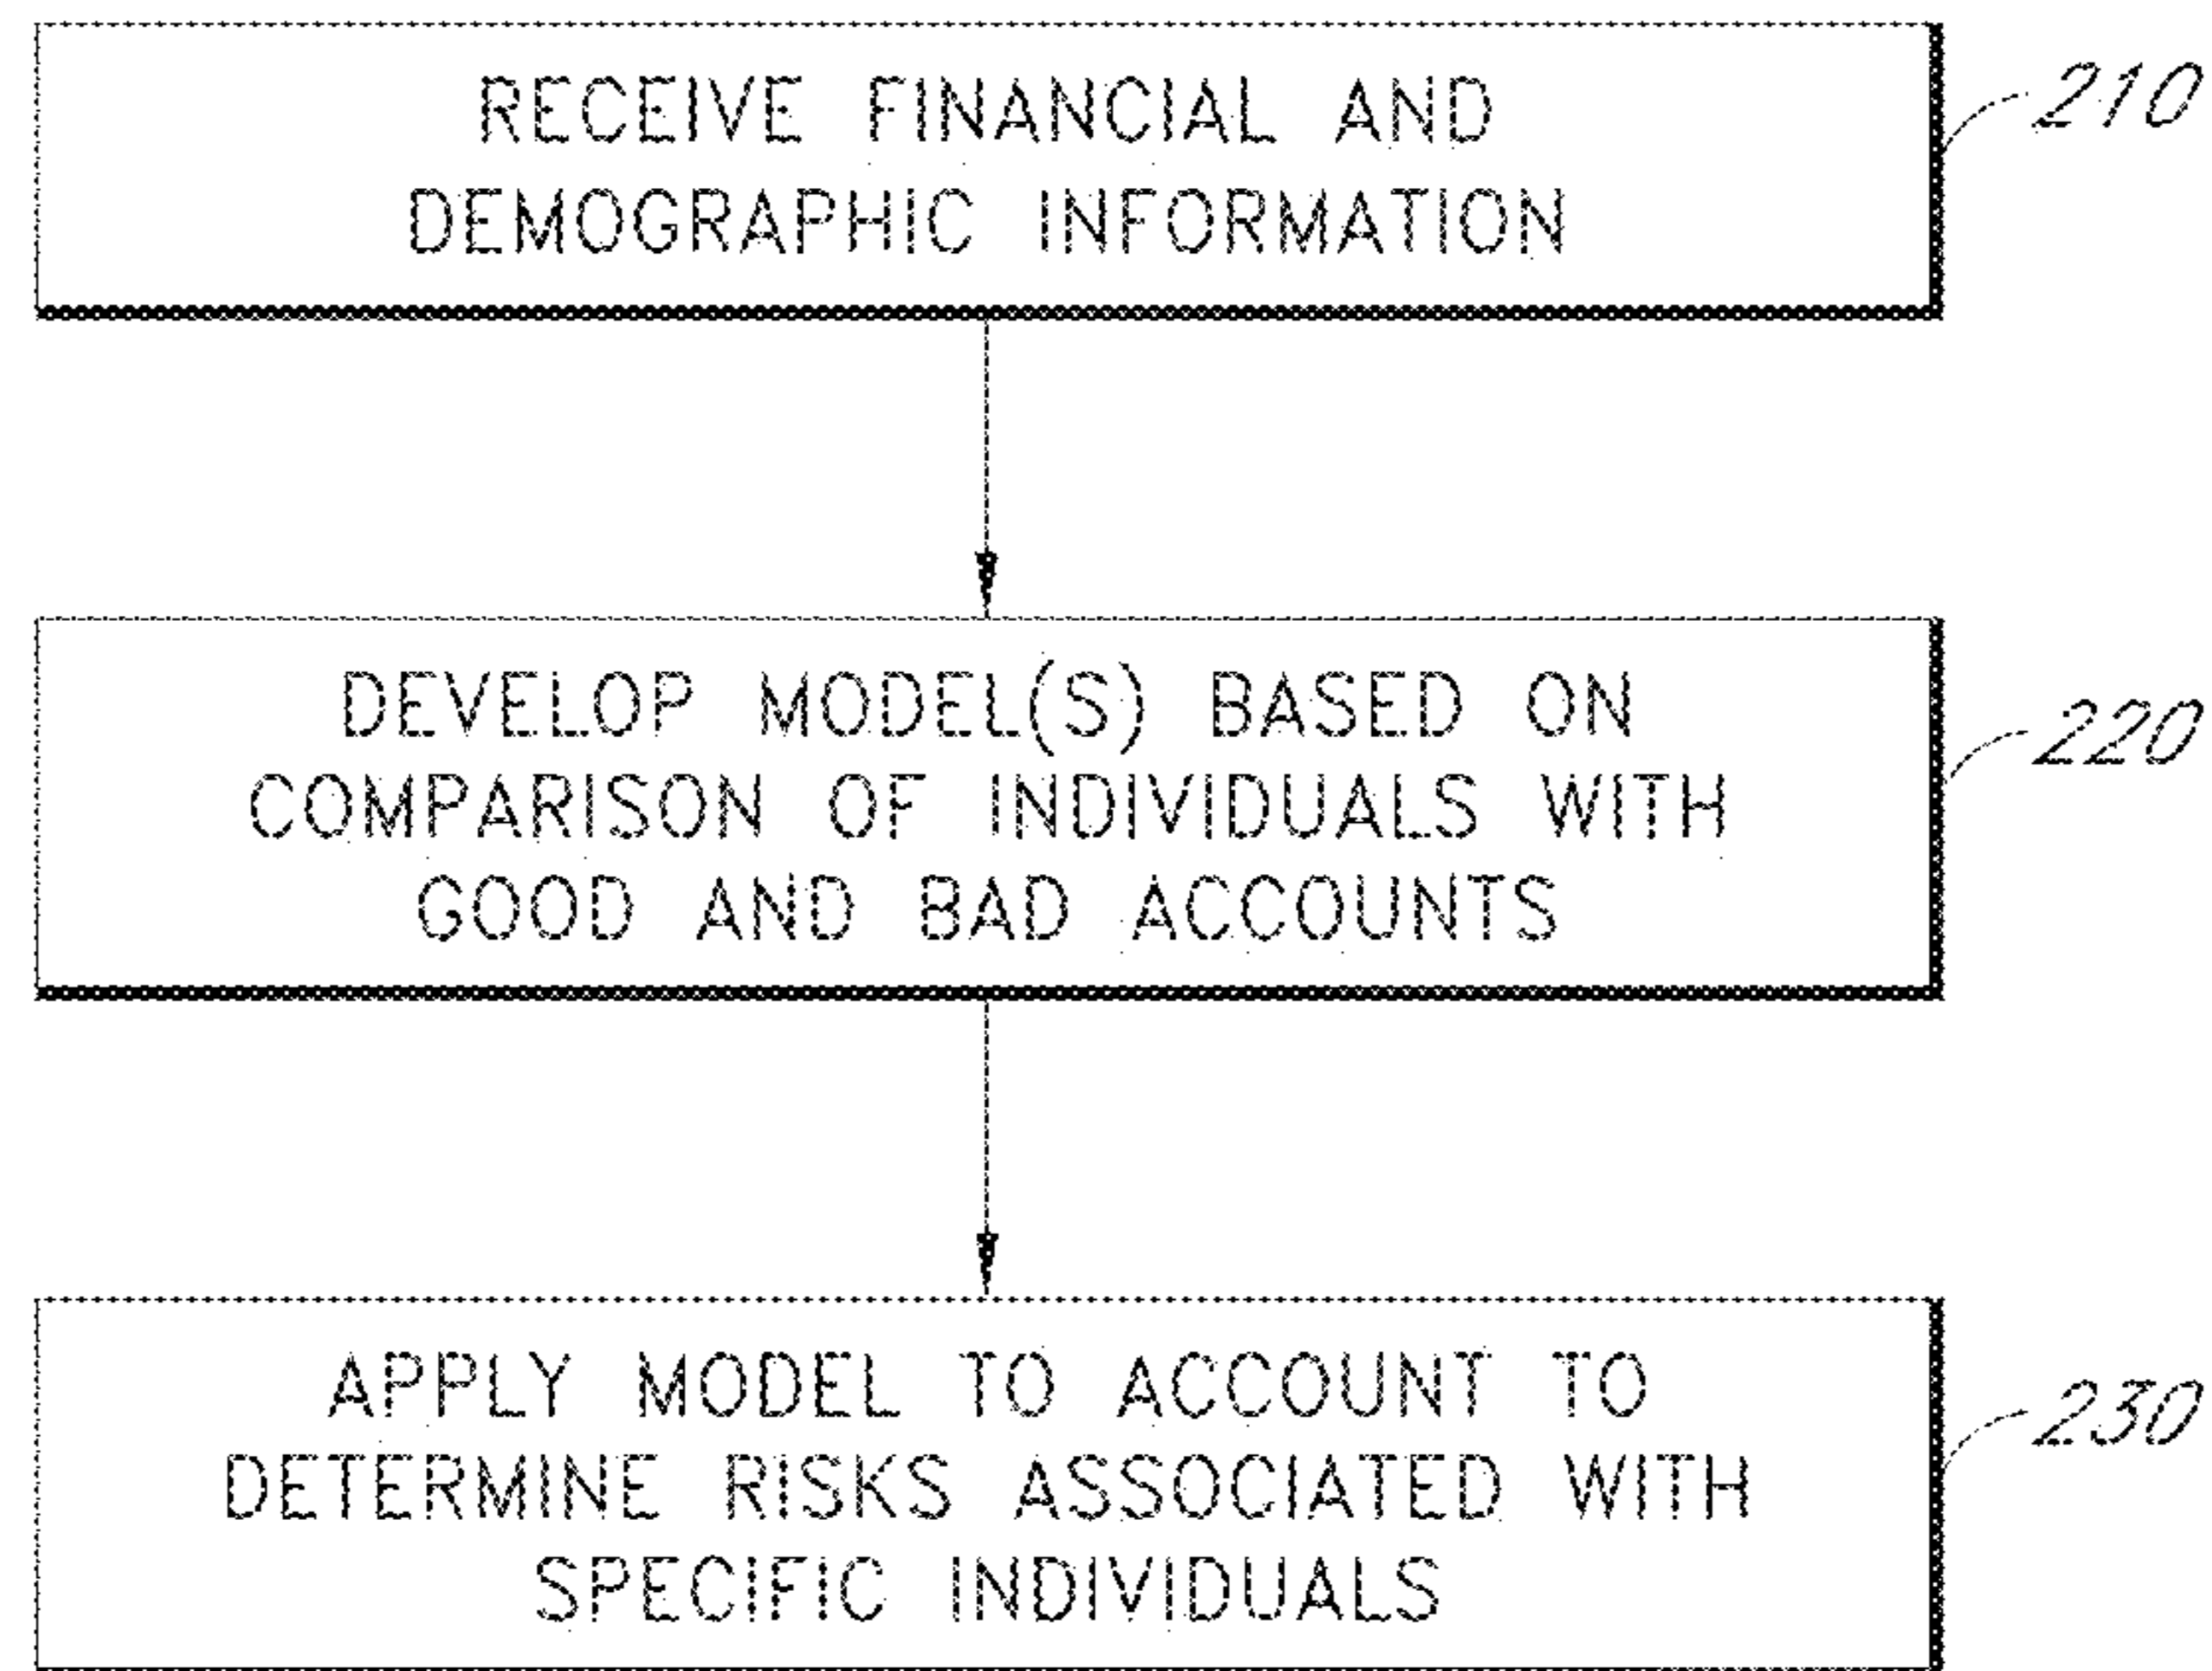 RECEIVE FINANCIAL AND
DEMOGRAPHIC INFORMATION
210
DEVELOP MODEL(S) BASED ON
COMPARISON OF INDIVIDUALS WITH
GOOD AND BAD ACCOUNTS
220
APPLY MODEL TO ACCOUNT TO
DETERMINE RISKS ASSOCIATED WITH
SPECIFIC INDIVIDUALS
230